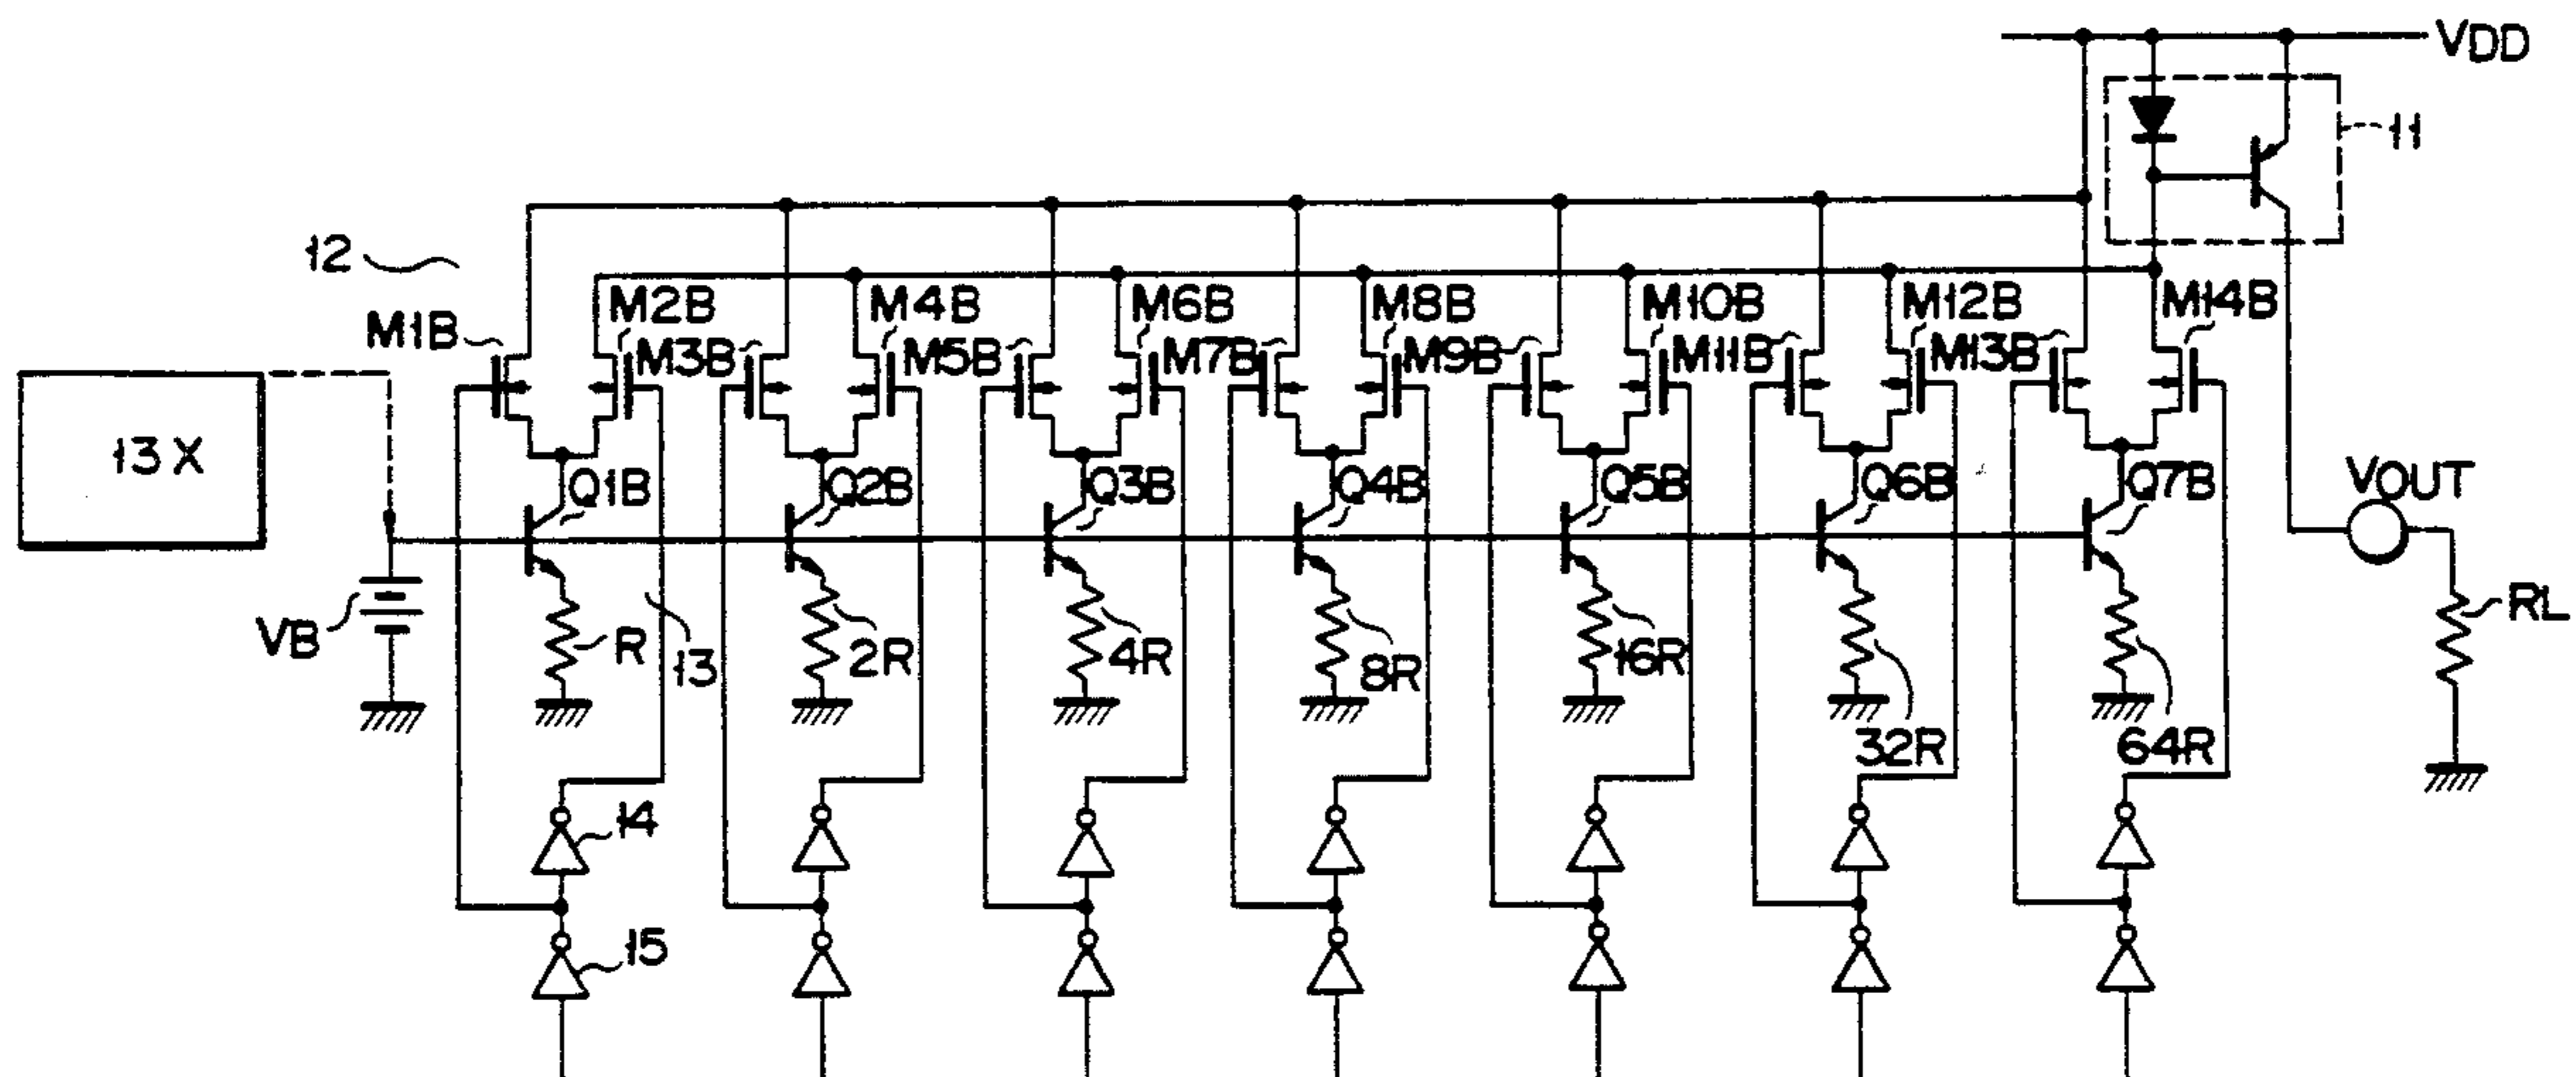 VDD
11
12
M1B
M2B
M3B
M4B
M5B
M6B
M7B
M8B
M9B
M10B
M11B
M12B
M13B
M14B
13X
Q1B
Q2B
Q3B
Q4B
Q5B
Q6B
Q7B
VOUT
VB
R
13
2R
4R
8R
16R
32R
64R
RL
14
15